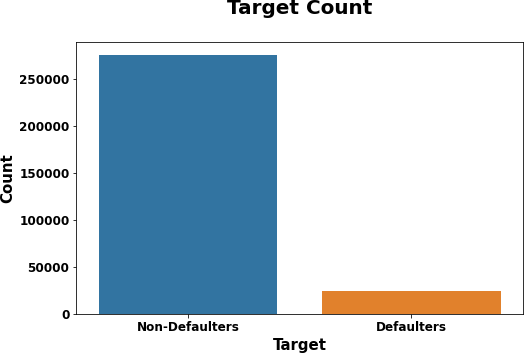 Target Count
250000
200000
150000
100000
50000
0
Count
Non-Defaulters
Defaulters
Target